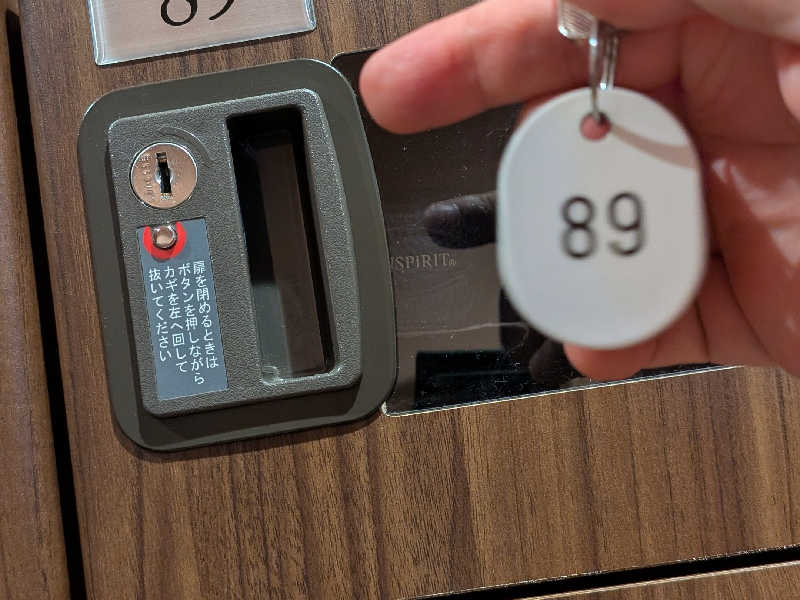 89
扉を閉めるときは
ボタンを押しながら
カギを左へ回して
抜いてください
NSPiRiT®
89